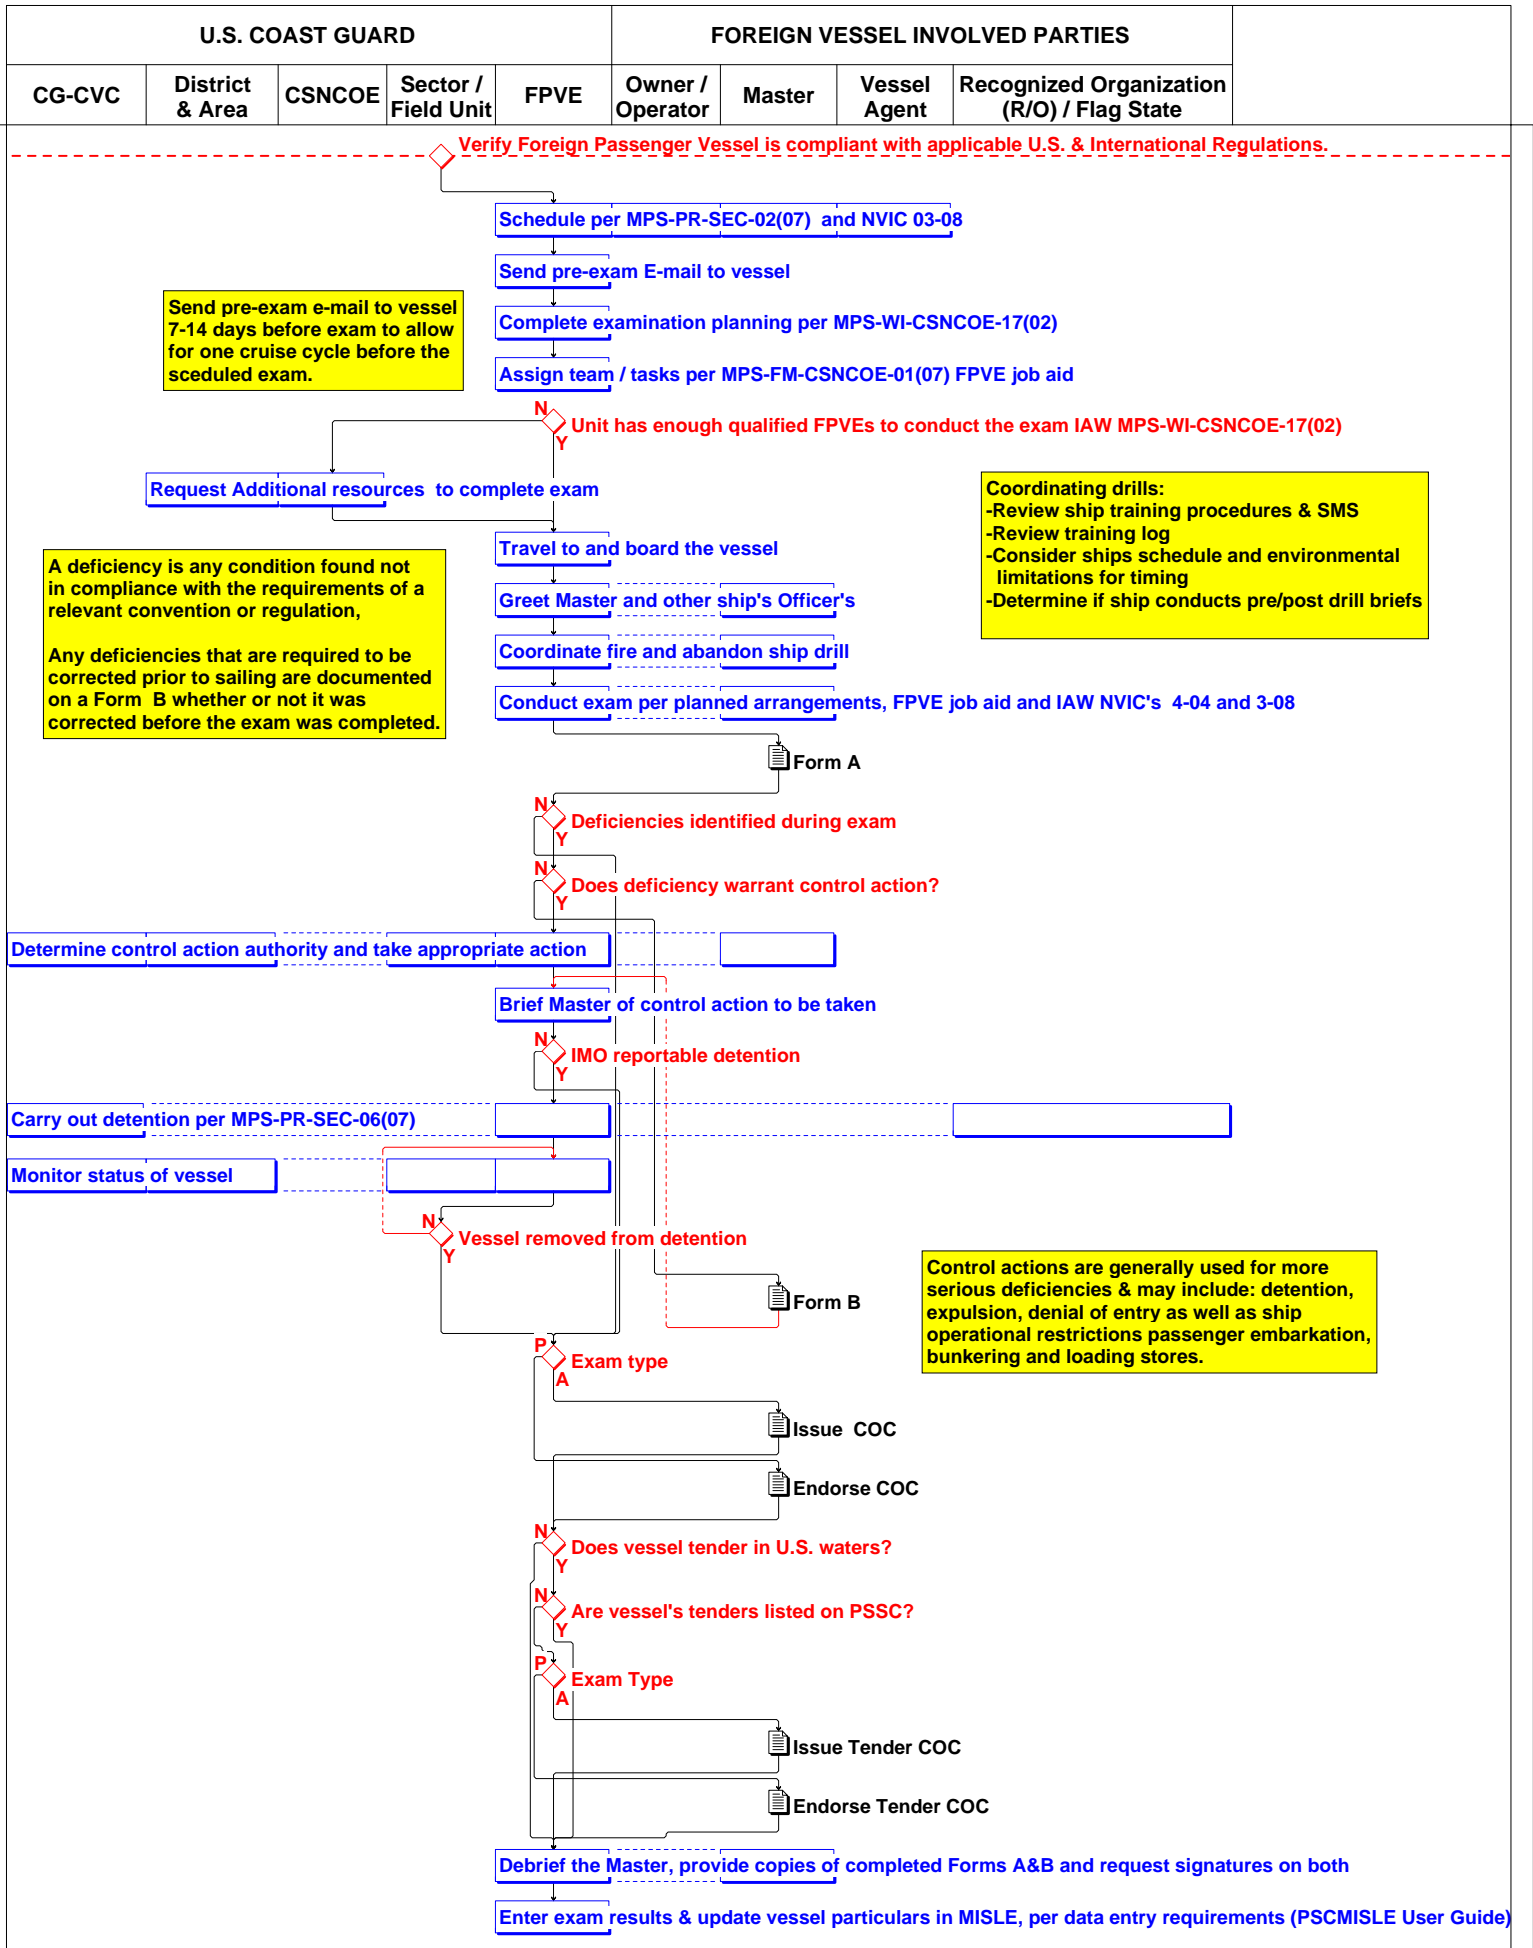 U.S. COAST GUARD
FOREIGN VESSEL INVOLVED PARTIES
CG-CVC
District
& Area
CSNCOE
Sector /
Field Unit
FPVE
Owner /
Operator
Master
Vessel
Agent
Recognized Organization
(R/O) / Flag State
Verify Foreign Passenger Vessel is compliant with applicable U.S. & International Regulations.
Schedule per MPS-PR-SEC-02(07) and NVIC 03-08
Send pre-exam E-mail to vessel
Send pre-exam e-mail to vessel
7-14 days before exam to allow
for one cruise cycle before the
sceduled exam.
Complete examination planning per MPS-WI-CSNCOE-17(02)
Assign team / tasks per MPS-FM-CSNCOE-01(07) FPVE job aid
N
Unit has enough qualified FPVEs to conduct the exam IAW MPS-WI-CSNCOE-17(02)
Y
Request Additional resources to complete exam
Coordinating drills:
-Review ship training procedures & SMS
-Review training log
-Consider ships schedule and environmental
limitations for timing
-Determine if ship conducts pre/post drill briefs
Travel to and board the vessel
A deficiency is any condition found not
in compliance with the requirements of a
relevant convention or regulation,
Any deficiencies that are required to be
corrected prior to sailing are documented
on a Form B whether or not it was
corrected before the exam was completed.
Greet Master and other ship's Officer's
Coordinate fire and abandon ship drill
Conduct exam per planned arrangements, FPVE job aid and IAW NVIC's 4-04 and 3-08
Form A
N
Deficiencies identified during exam
Y
N
Does deficiency warrant control action?
Y
Determine control action authority and take appropriate action
Brief Master of control action to be taken
N
IMO reportable detention
Y
Carry out detention per MPS-PR-SEC-06(07)
Monitor status of vessel
N
Vessel removed from detention
Y
Control actions are generally used for more
serious deficiencies & may include: detention,
expulsion, denial of entry as well as ship
operational restrictions passenger embarkation,
bunkering and loading stores.
Form B
P
Exam type
A
Issue COC
Endorse COC
N
Does vessel tender in U.S. waters?
Y
N
Are vessel's tenders listed on PSSC?
Y
P
Exam Type
A
Issue Tender COC
Endorse Tender COC
Debrief the Master, provide copies of completed Forms A&B and request signatures on both
Enter exam results & update vessel particulars in MISLE, per data entry requirements (PSCMISLE User Guide)